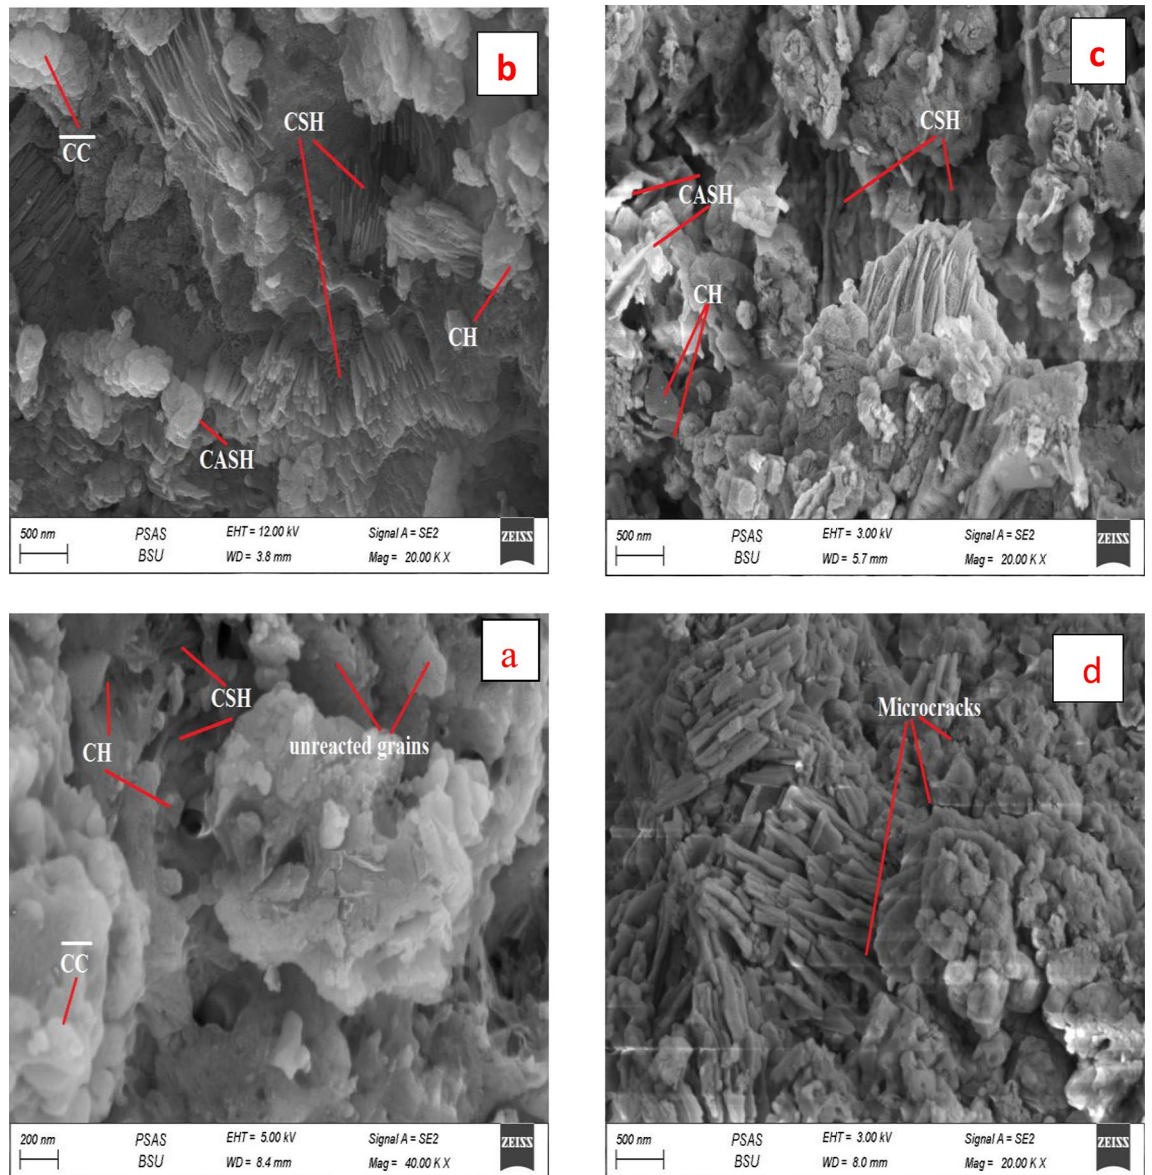 b
CSH
CC
CH
CASH
500 nm PSAS EHT = 12.00 kV Signal A = SE2 ZEISS
BSU WD = 3.8 mm Mag = 20.00 K X
c
CSH
CASH
CH
500 nm PSAS EHT = 3.00 kV Signal A = SE2 ZEISS
BSU WD = 5.7 mm Mag = 20.00 K X
a
CSH
CH
unreacted grains
CC
200 nm PSAS EHT = 5.00 kV Signal A = SE2 ZEISS
BSU WD = 8.4 mm Mag = 40.00 K X
d
Microcracks
500 nm PSAS EHT = 3.00 kV Signal A = SE2 ZEISS
BSU WD = 8.0 mm Mag = 20.00 K X